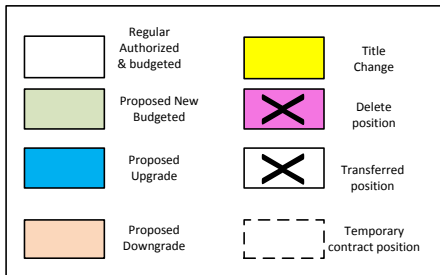 Regular
Authorized
& budgeted
Title
Change
Proposed New
Budgeted
Delete
position
Proposed
Upgrade
Transferred
position
Proposed
Downgrade
Temporary
contract position